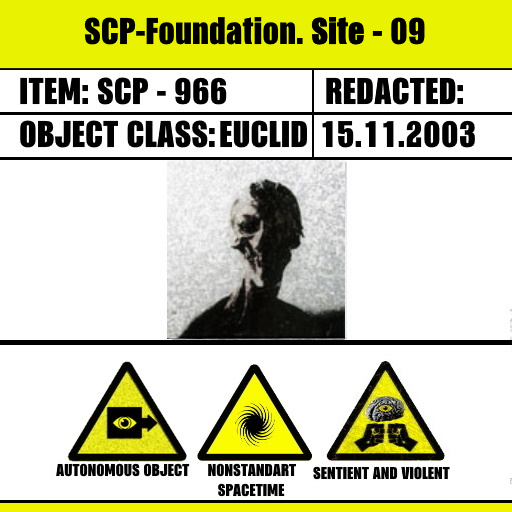 SCP-Foundation. Site - 09
ITEM: SCP - 966
REDACTED:
OBJECT CLASS: EUCLID
15.11.2003
AUTONOMOUS OBJECT
NONSTANDART
SPACETIME
SENTIENT AND VIOLENT